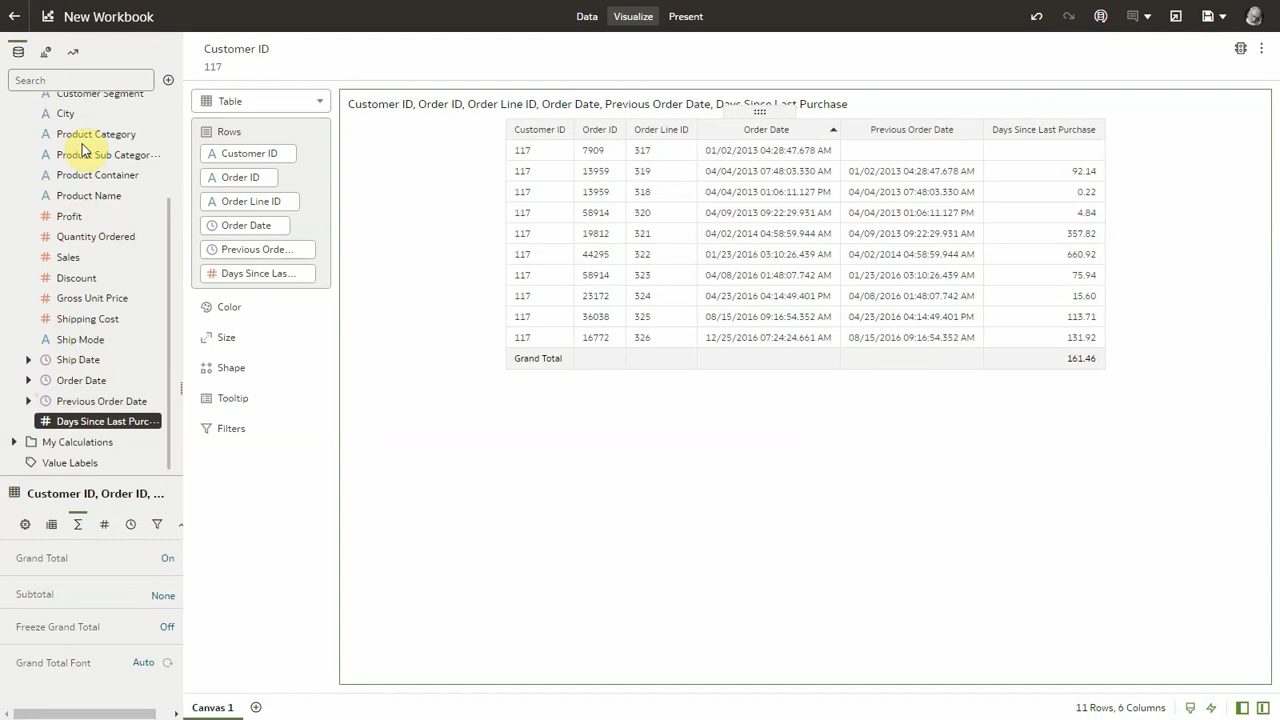 New Workbook
Data
Visualize
Present
Search
Customer Segment
City
Product Category
Product Sub Categor...
Product Container
Product Name
Profit
Quantity Ordered
Sales
Discount
Gross Unit Price
Shipping Cost
Ship Mode
Ship Date
Order Date
Previous Order Date
Days Since Last Purc...
My Calculations
Value Labels
Customer ID, Order ID, ...
Grand Total On
Subtotal None
Freeze Grand Total Off
Grand Total Font Auto
Customer ID
117
Table
Rows
Customer ID
Order ID
Order Line ID
Order Date
Previous Orde...
Days Since Las...
Color
Size
Shape
Tooltip
Filters
Customer ID, Order ID, Order Line ID, Order Date, Previous Order Date, Days Since Last Purchase
Customer ID Order ID Order Line ID Order Date Previous Order Date Days Since Last Purchase
117 7909 317 01/02/2013 04:28:47.678 AM
117 13959 319 04/04/2013 07:48:03.330 AM 01/02/2013 04:28:47.678 AM 92.14
117 13959 318 04/04/2013 01:06:11.127 PM 04/04/2013 07:48:03.330 AM 0.22
117 58914 320 04/09/2013 09:22:29.931 AM 04/04/2013 01:06:11.127 PM 4.84
117 19812 321 04/02/2014 04:58:59.944 AM 04/09/2013 09:22:29.931 AM 357.82
117 44295 322 01/23/2016 03:10:26.439 AM 04/02/2014 04:58:59.944 AM 660.92
117 58914 323 04/08/2016 01:48:07.742 AM 01/23/2016 03:10:26.439 AM 75.94
117 23172 324 04/23/2016 04:14:49.401 PM 04/08/2016 01:48:07.742 AM 15.60
117 36038 325 08/15/2016 09:16:54.352 AM 04/23/2016 04:14:49.401 PM 113.71
117 16772 326 12/25/2016 07:24:24.661 AM 08/15/2016 09:16:54.352 AM 131.92
Grand Total 161.46
Canvas 1
11 Rows, 6 Columns